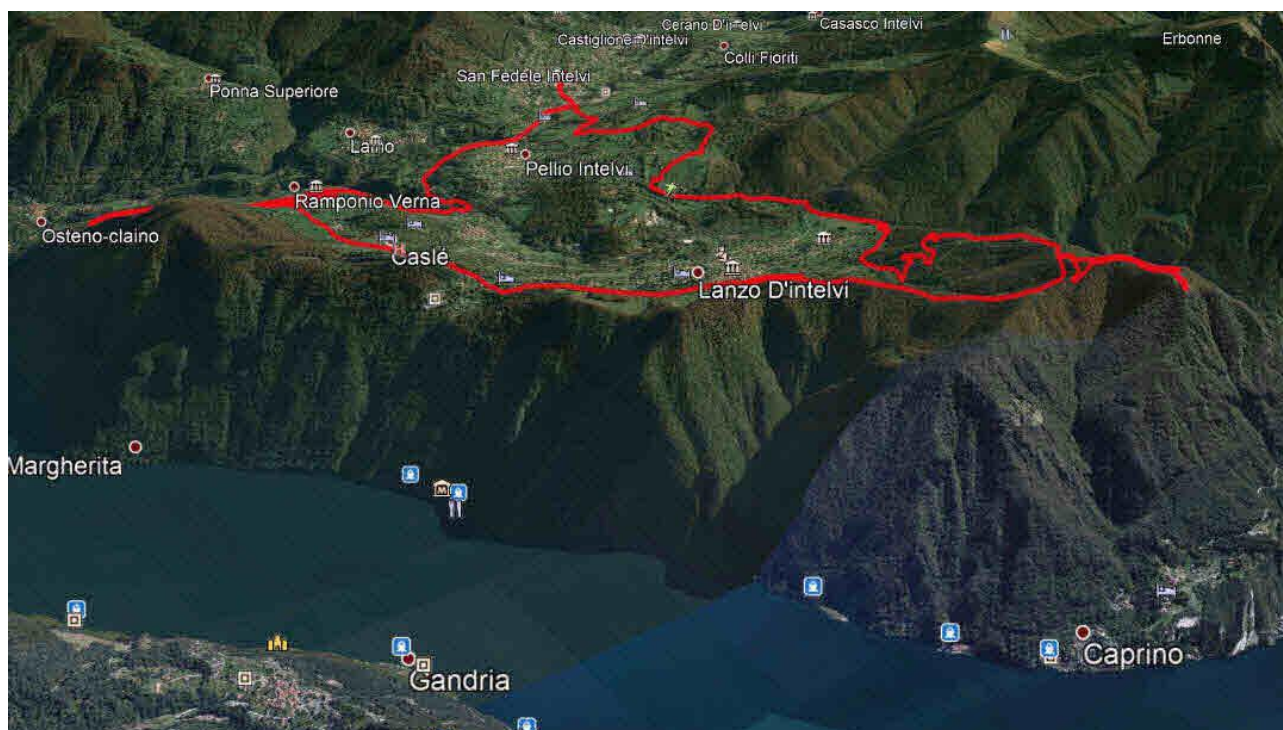 Cerano D'intelvi
Casasco Intelvi
Castiglione D'intelvi
Erbonne
Colli Fioriti
San Fedele Intelvi
Ponna Superiore
Laino
Pellio Intelvi
Ramponio Verna
Osteno-claino
Caslé
Lanzo D'intelvi
Margherita
M
Caprino
Gandria